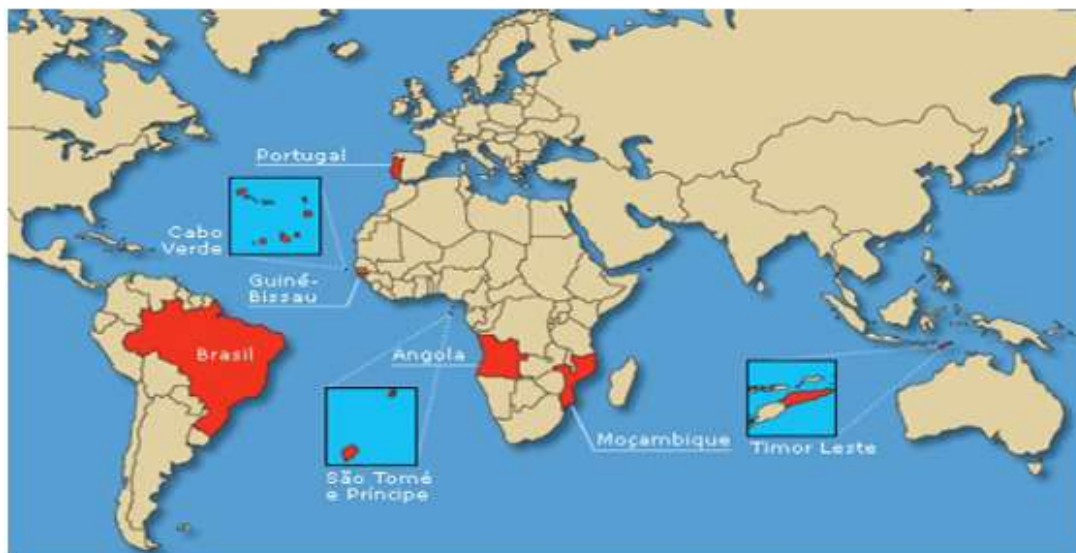 Portugal
Cabo
Verde
Guiné-
Bissau
Brasil
Angola
São Tomé
e Príncipe
Moçambique
Timor Leste